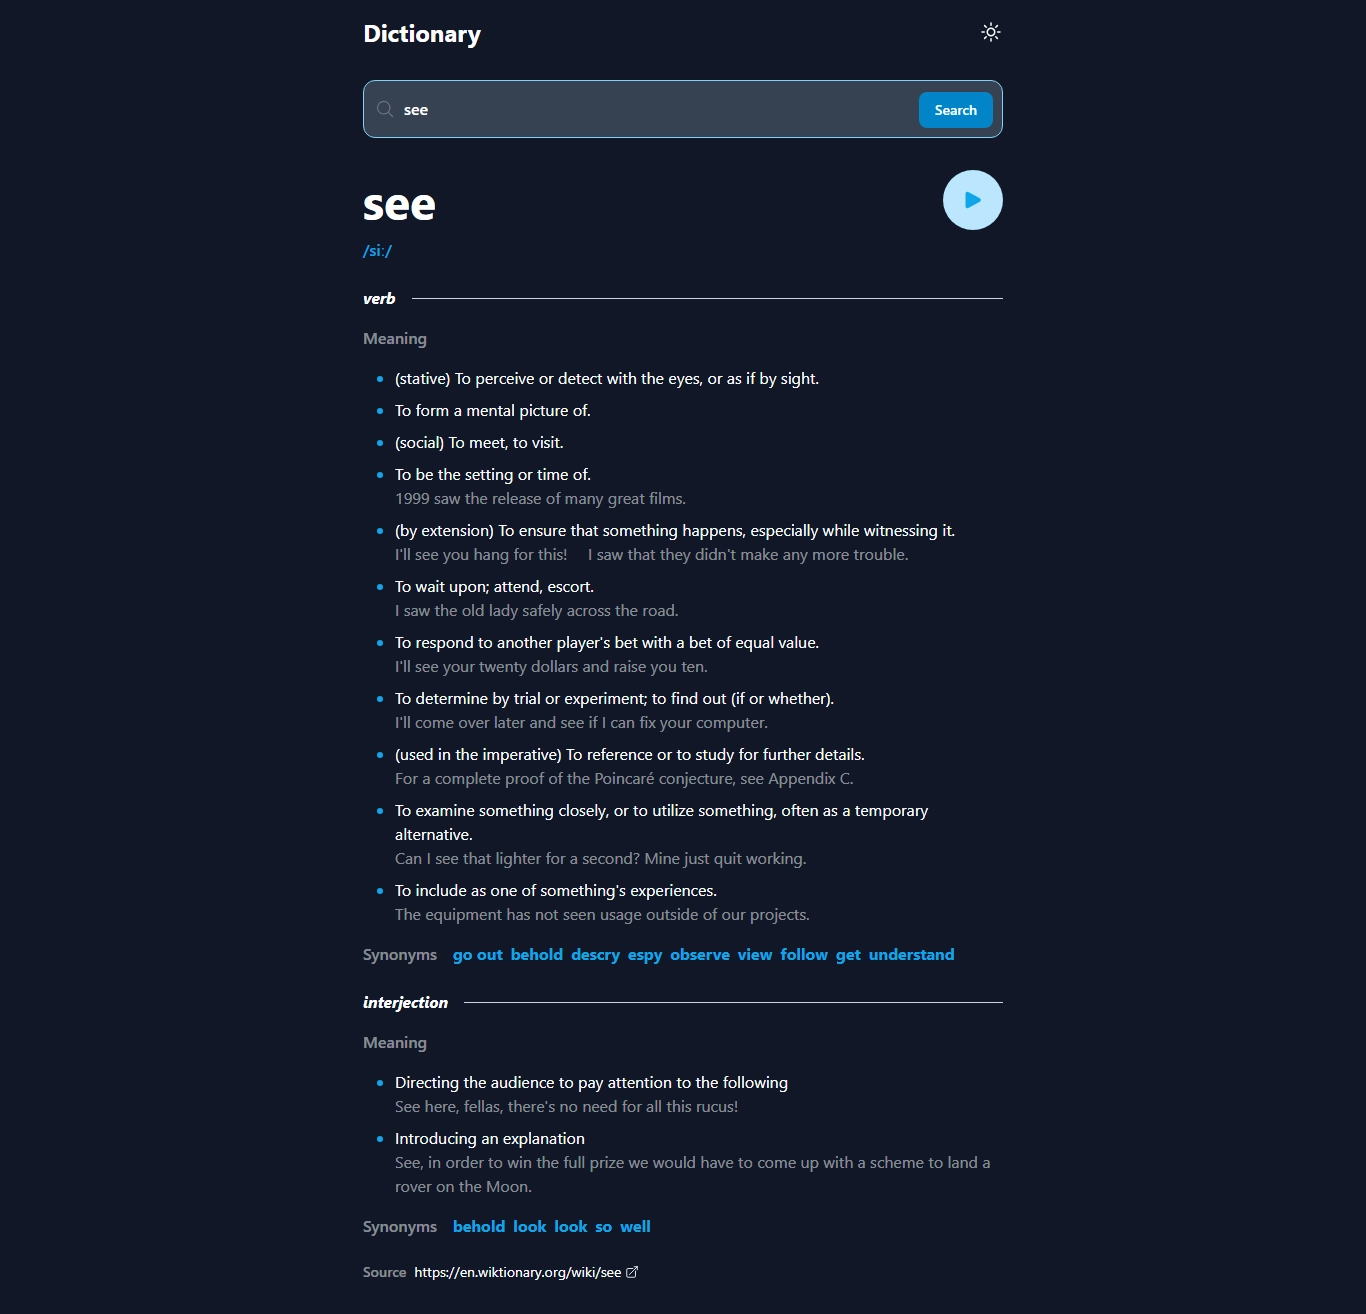 Dictionary
see
Search
see
/siː/
verb
Meaning
(stative) To perceive or detect with the eyes, or as if by sight.
To form a mental picture of.
(social) To meet, to visit.
To be the setting or time of.
1999 saw the release of many great films.
(by extension) To ensure that something happens, especially while witnessing it.
I'll see you hang for this!  I saw that they didn't make any more trouble.
To wait upon; attend, escort.
I saw the old lady safely across the road.
To respond to another player's bet with a bet of equal value.
I'll see your twenty dollars and raise you ten.
To determine by trial or experiment; to find out (if or whether).
I'll come over later and see if I can fix your computer.
(used in the imperative) To reference or to study for further details.
For a complete proof of the Poincaré conjecture, see Appendix C.
To examine something closely, or to utilize something, often as a temporary
alternative.
Can I see that lighter for a second? Mine just quit working.
To include as one of something's experiences.
The equipment has not seen usage outside of our projects.
Synonyms go out behold descry espy observe view follow get understand
interjection
Meaning
Directing the audience to pay attention to the following
See here, fellas, there's no need for all this rucus!
Introducing an explanation
See, in order to win the full prize we would have to come up with a scheme to land a
rover on the Moon.
Synonyms behold look look so well
Source https://en.wiktionary.org/wiki/see